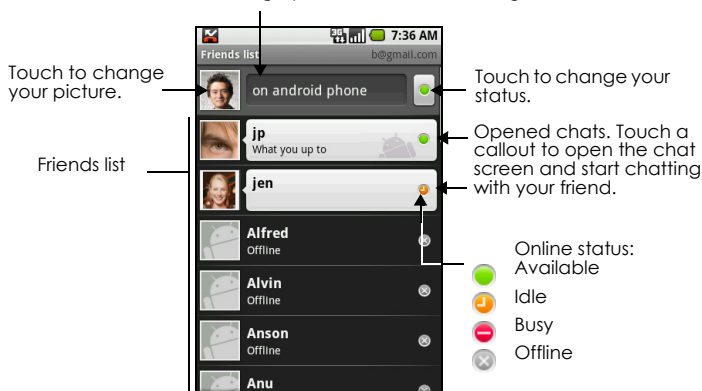 3G 7:36 AM
Friends list b@gmail.com
Touch to change
your picture.
on android phone
Touch to change your
status.
Friends list
jp
What you up to
Opened chats. Touch a
callout to open the chat
screen and start chatting
with your friend.
jen
Alfred
Offline
Alvin
Offline
Anson
Offline
Anu
Online status:
Available
Idle
Busy
Offline